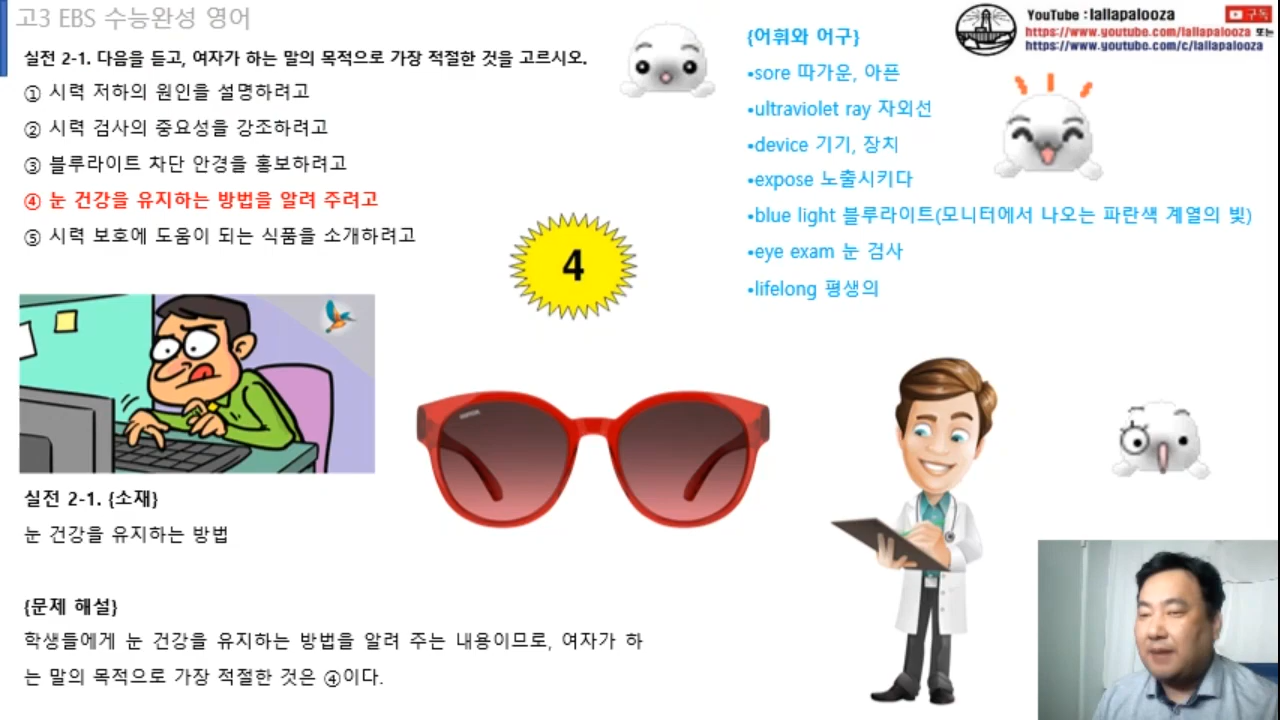 고3 EBS 수능완성 영어
실전 2-1. 다음을 듣고, 여자가 하는 말의 목적으로 가장 적절한 것을 고르시오.
① 시력 저하의 원인을 설명하려고
② 시력 검사의 중요성을 강조하려고
③ 블루라이트 차단 안경을 홍보하려고
④ 눈 건강을 유지하는 방법을 알려 주려고
⑤ 시력 보호에 도움이 되는 식품을 소개하려고
4
{어휘와 어구}
•sore 따가운, 아픈
•ultraviolet ray 자외선
•device 기기, 장치
•expose 노출시키다
•blue light 블루라이트(모니터에서 나오는 파란색 계열의 빛)
•eye exam 눈 검사
•lifelong 평생의
YouTube : lallapalooza
구독
https://www.youtube.com/lallapalooza 또는
https://www.youtube.com/c/lallapalooza
실전 2-1. {소재}
눈 건강을 유지하는 방법
{문제 해설}
학생들에게 눈 건강을 유지하는 방법을 알려 주는 내용이므로, 여자가 하
는 말의 목적으로 가장 적절한 것은 ④이다.